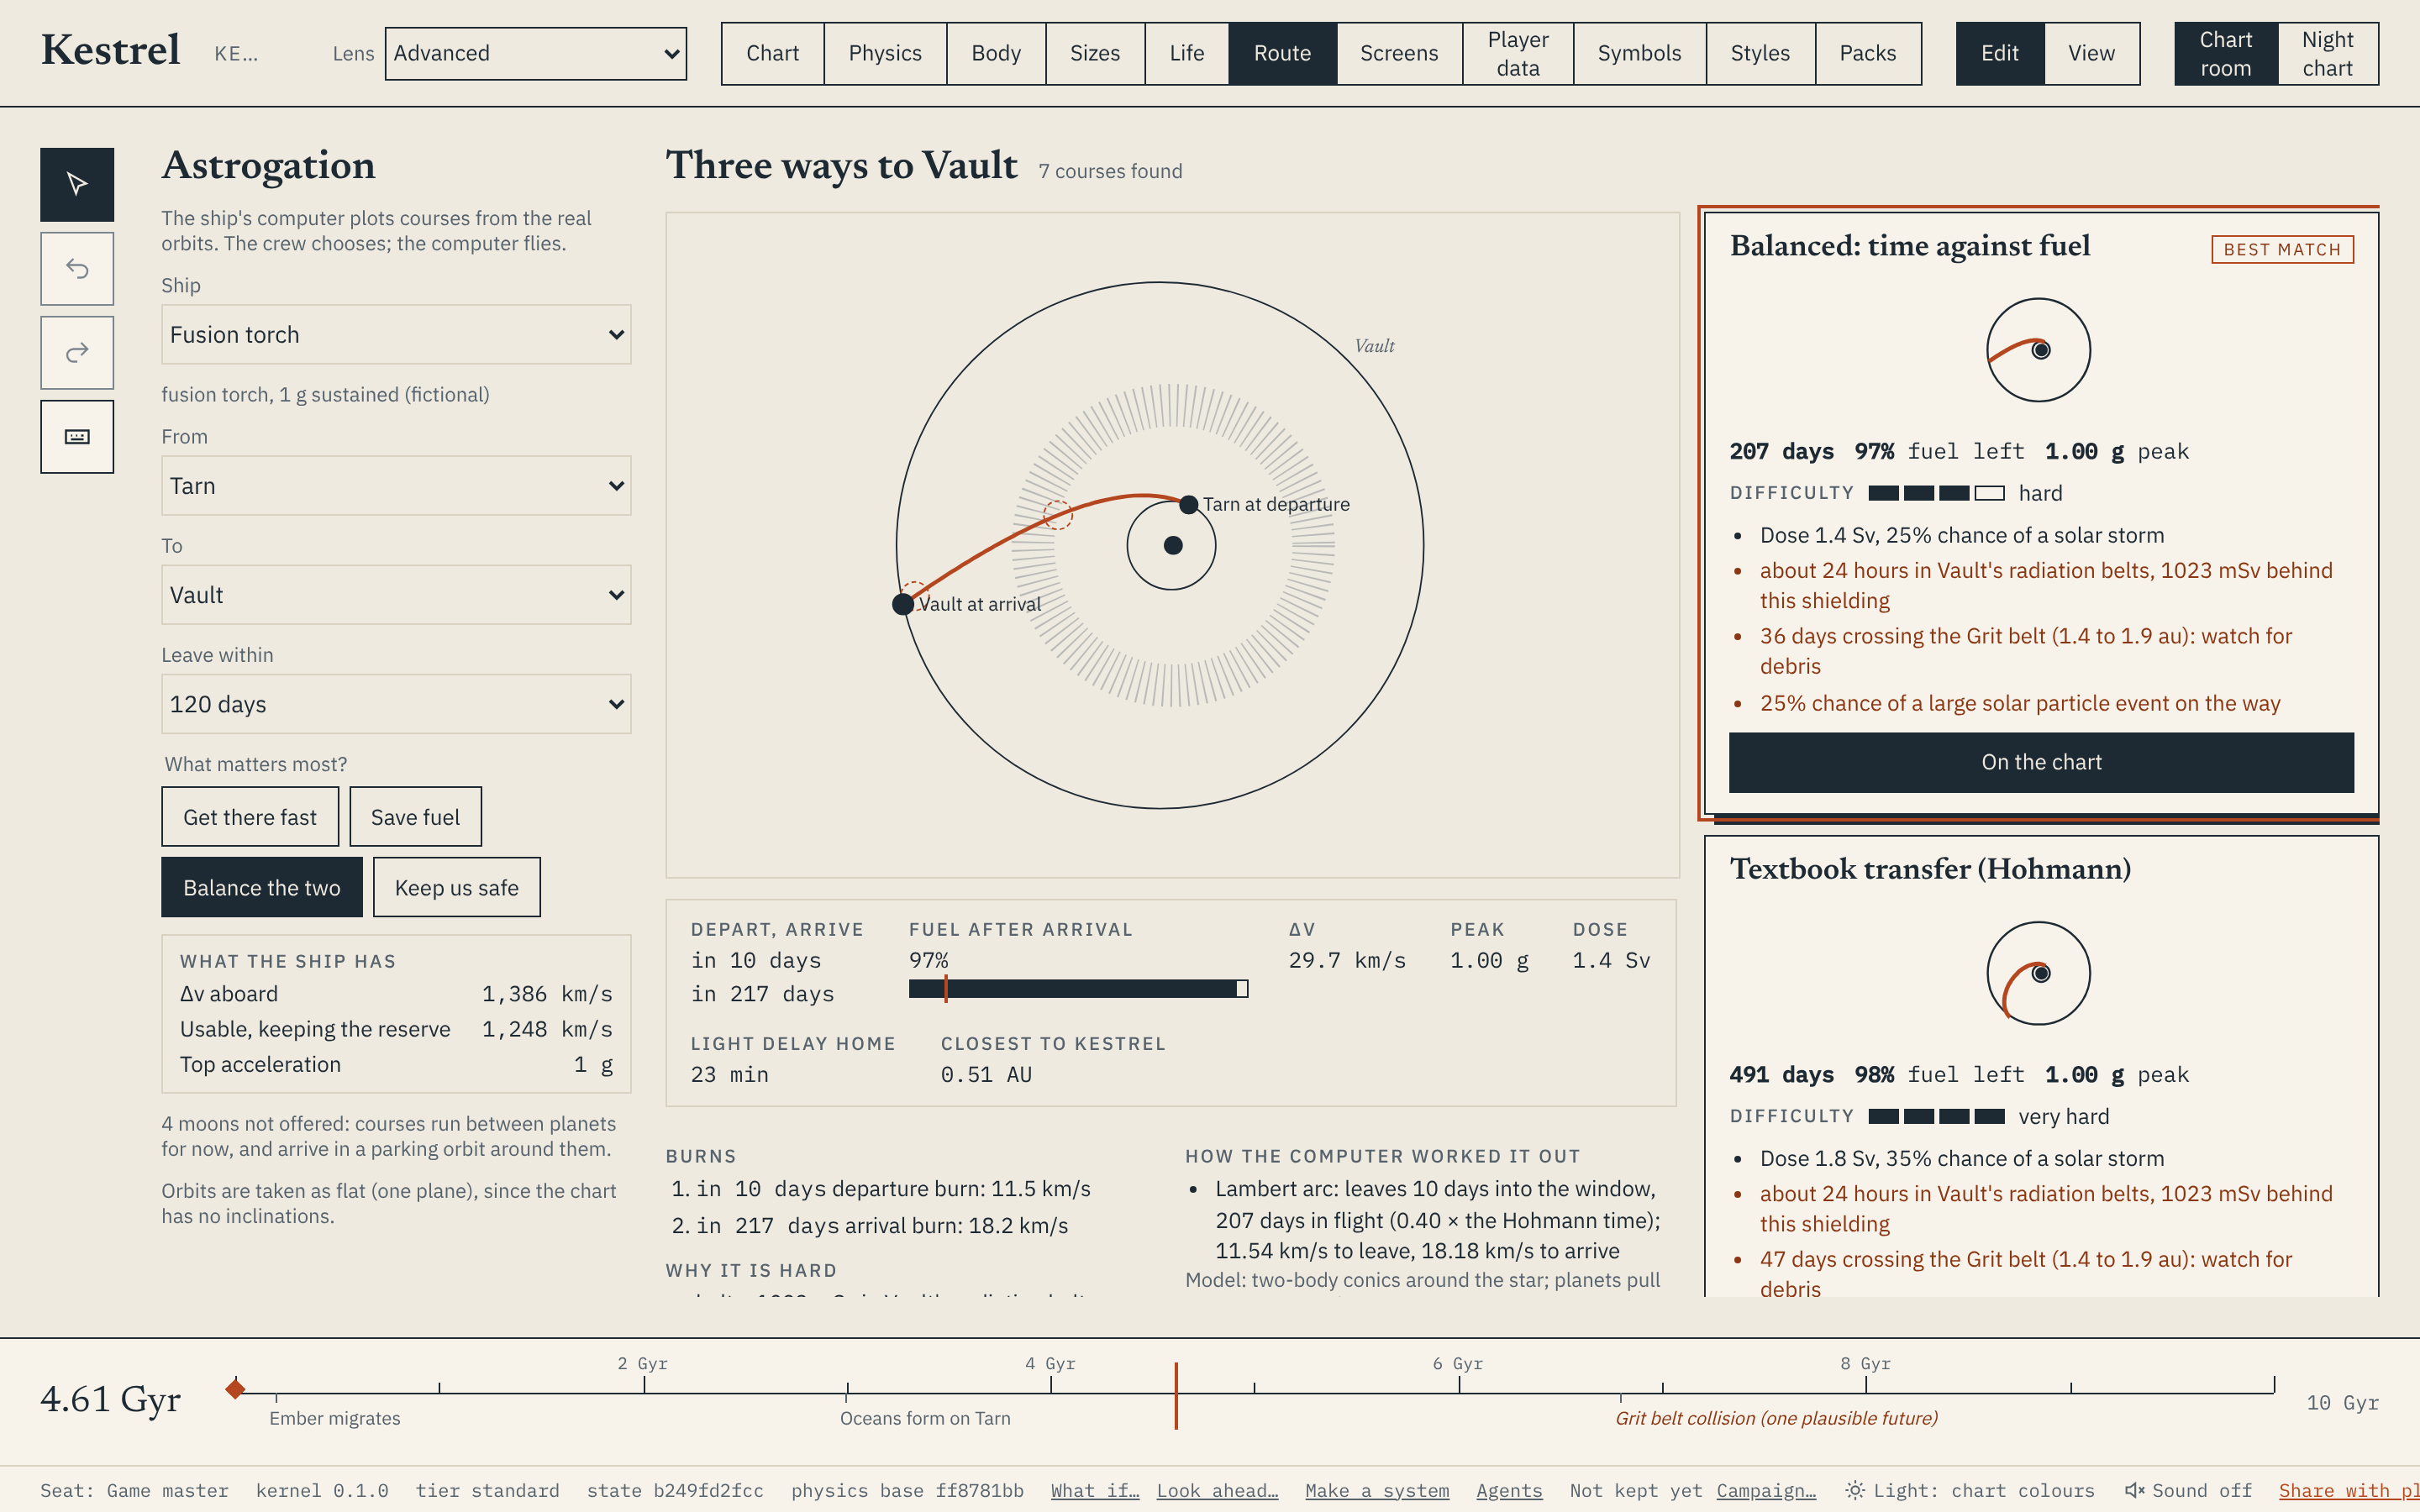 Kestrel
KE…
Lens
Advanced
Chart
Physics
Body
Sizes
Life
Route
Screens
Player
data
Symbols
Styles
Packs
Edit
View
Chart
room
Night
chart
Astrogation
The ship's computer plots courses from the real
orbits. The crew chooses; the computer flies.
Ship
Fusion torch
fusion torch, 1 g sustained (fictional)
From
Tarn
To
Vault
Leave within
120 days
What matters most?
Get there fast
Save fuel
Balance the two
Keep us safe
WHAT THE SHIP HAS
Δv aboard 1,386 km/s
Usable, keeping the reserve 1,248 km/s
Top acceleration 1 g
4 moons not offered: courses run between planets
for now, and arrive in a parking orbit around them.
Orbits are taken as flat (one plane), since the chart
has no inclinations.
Three ways to Vault 7 courses found
Vault
Tarn at departure
Vault at arrival
DEPART, ARRIVE
in 10 days
in 217 days
FUEL AFTER ARRIVAL
97%
ΔV
29.7 km/s
PEAK
1.00 g
DOSE
1.4 Sv
LIGHT DELAY HOME
23 min
CLOSEST TO KESTREL
0.51 AU
BURNS
1. in 10 days departure burn: 11.5 km/s
2. in 217 days arrival burn: 18.2 km/s
WHY IT IS HARD
HOW THE COMPUTER WORKED IT OUT
• Lambert arc: leaves 10 days into the window,
207 days in flight (0.40 × the Hohmann time);
11.54 km/s to leave, 18.18 km/s to arrive
Model: two-body conics around the star; planets pull
Balanced: time against fuel
BEST MATCH
207 days 97% fuel left 1.00 g peak
DIFFICULTY hard
• Dose 1.4 Sv, 25% chance of a solar storm
• about 24 hours in Vault's radiation belts, 1023 mSv behind
this shielding
• 36 days crossing the Grit belt (1.4 to 1.9 au): watch for
debris
• 25% chance of a large solar particle event on the way
On the chart
Textbook transfer (Hohmann)
491 days 98% fuel left 1.00 g peak
DIFFICULTY very hard
• Dose 1.8 Sv, 35% chance of a solar storm
• about 24 hours in Vault's radiation belts, 1023 mSv behind
this shielding
• 47 days crossing the Grit belt (1.4 to 1.9 au): watch for
debris
4.61 Gyr
2 Gyr
4 Gyr
6 Gyr
8 Gyr
10 Gyr
Ember migrates
Oceans form on Tarn
Grit belt collision (one plausible future)
Seat: Game master
kernel 0.1.0
tier standard
state b249fd2fcc
physics base ff8781bb
What if…
Look ahead…
Make a system
Agents
Not kept yet
Campaign…
Light: chart colours
Sound off
Share with pl